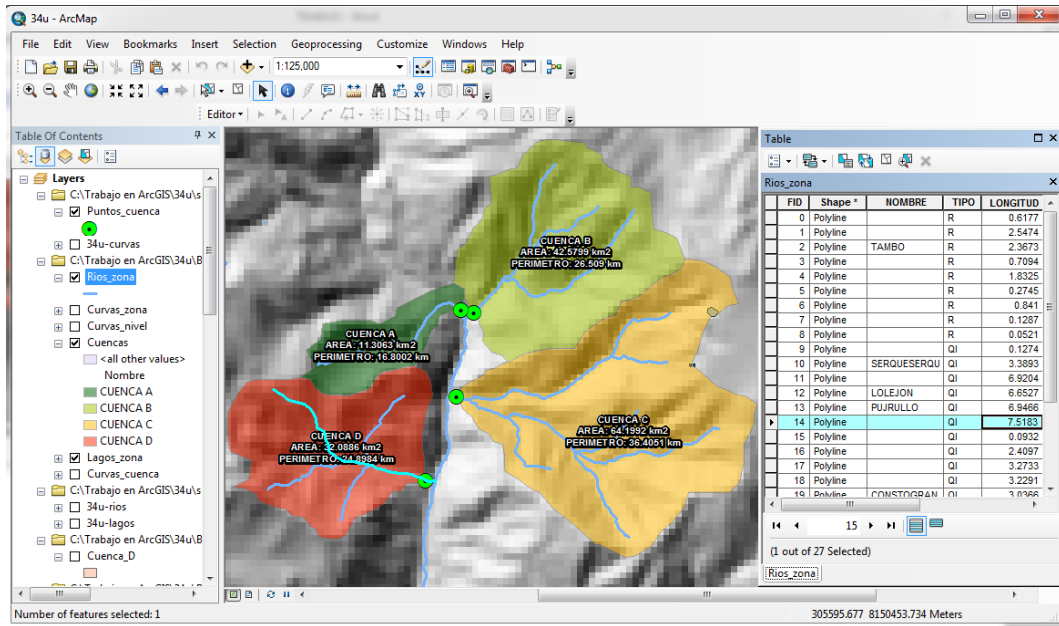 34u - ArcMap
File Edit View Bookmarks Insert Selection Geoprocessing Customize Windows Help
1:125,000
Editor
Table Of Contents
Layers
C:\Trabajo en ArcGIS\34u\s
Puntos_cuenca
34u-curvas
C:\Trabajo en ArcGIS\34u\B
Rios_zona
Curvas_zona
Curvas_nivel
Cuencas
<all other values>
Nombre
CUENCA A
CUENCA B
CUENCA C
CUENCA D
Lagos_zona
Curvas_cuenca
C:\Trabajo en ArcGIS\34u\s
34u-rios
34u-lagos
C:\Trabajo en ArcGIS\34u\B
Cuenca_D
CUENCA B
AREA: 42.5799 km2
PERIMETRO: 26.509 km
CUENCA A
AREA: 11.3063 km2
PERIMETRO: 16.8002 km
CUENCA C
AREA: 64.1992 km2
PERIMETRO: 36.4051 km
CUENCA D
AREA: 32.0886 km2
PERIMETRO: 24.8984 km
Table
Rios_zona
FID Shape * NOMBRE TIPO LONGITUD
0 Polyline R 0.6177
1 Polyline R 2.5474
2 Polyline TAMBO R 2.3673
3 Polyline R 0.7094
4 Polyline R 1.8325
5 Polyline R 0.2745
6 Polyline R 0.841
7 Polyline R 0.1287
8 Polyline R 0.0521
9 Polyline QI 0.1274
10 Polyline SERQUESERQU QI 3.3893
11 Polyline QI 6.9204
12 Polyline LOLEJON QI 6.6527
13 Polyline PUJRULLO QI 6.9466
14 Polyline QI 7.5183
15 Polyline QI 0.0932
16 Polyline QI 2.4097
17 Polyline QI 3.2733
18 Polyline QI 3.2291
19 Polyline CONSTOGRAN QI 3.0366
15
(1 out of 27 Selected)
Rios_zona
Number of features selected: 1
305595.677 8150453.734 Meters